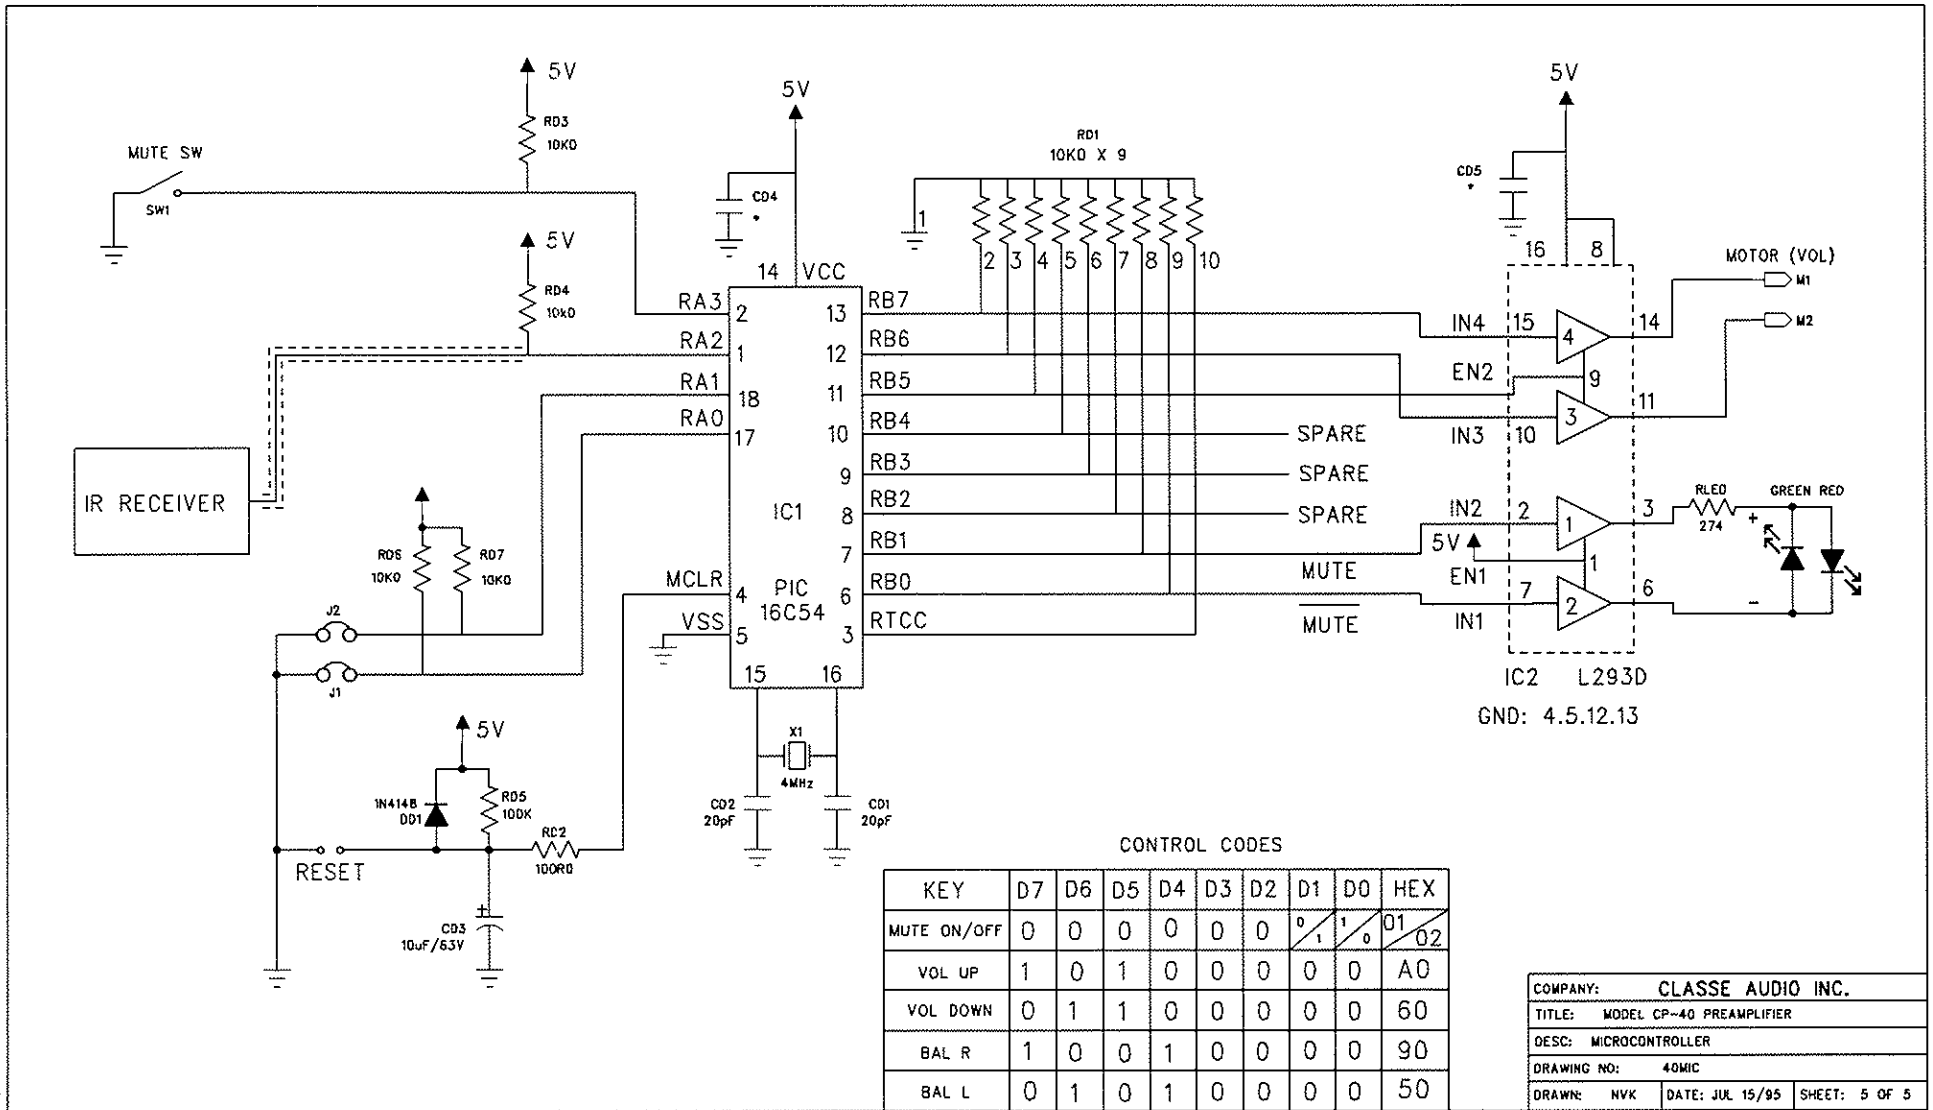 5V
RD3
10K0
MUTE SW
SW1
5V
RD4
10k0
5V
CD4
*
14 VCC
RD1
10K0 X 9
1
2 3 4 5 6 7 8 9 10
5V
CD5
*
16 8
MOTOR (VOL)
M1
M2
RA3 2
RA2 1
RA1 18
RA0 17
MCLR 4
VSS 5
IC1
PIC
16C54
13 RB7
12 RB6
11 RB5
10 RB4
9 RB3
8 RB2
7 RB1
6 RB0
3 RTCC
15 16
SPARE
SPARE
SPARE
MUTE
MUTE
IN4 15 4 14
EN2 9
IN3 10 3 11
IN2 2 1 3
5V
EN1 1
IN1 7 2 6
RLED
274
GREEN RED
+
-
IC2 L293D
GND: 4.5.12.13
IR RECEIVER
RD6
10K0
RD7
10K0
J2
J1
5V
1N4148
DD1
RD5
100K
RD2
100R0
RESET
+
CD3
10uF/63V
X1
4MHz
CD2
20pF
CD1
20pF
CONTROL CODES
KEY D7 D6 D5 D4 D3 D2 D1 D0 HEX
MUTE ON/OFF 0 0 0 0 0 0 0/1 1/0 01/02
VOL UP 1 0 1 0 0 0 0 0 A0
VOL DOWN 0 1 1 0 0 0 0 0 60
BAL R 1 0 0 1 0 0 0 0 90
BAL L 0 1 0 1 0 0 0 0 50
COMPANY: CLASSE AUDIO INC.
TITLE: MODEL CP-40 PREAMPLIFIER
DESC: MICROCONTROLLER
DRAWING NO: 40MIC
DRAWN: NVK DATE: JUL 15/95 SHEET: 5 OF 5